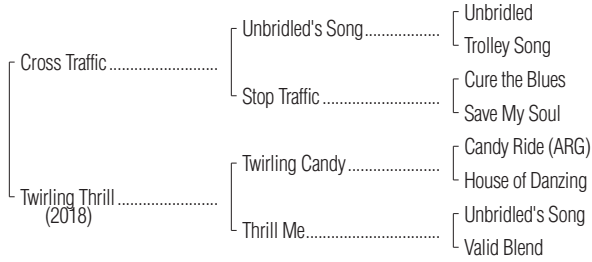 Unbridled
Unbridled's Song
Trolley Song
Cross Traffic
Cure the Blues
Stop Traffic
Save My Soul
Candy Ride (ARG)
Twirling Candy
House of Danzing
Twirling Thrill
(2018)
Unbridled's Song
Thrill Me
Valid Blend